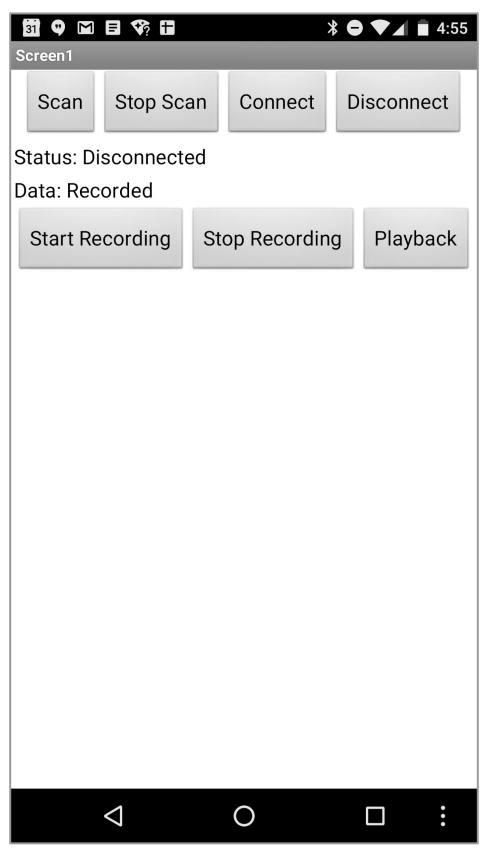 31 4:55
Screen1
Scan Stop Scan Connect Disconnect
Status: Disconnected
Data: Recorded
Start Recording Stop Recording Playback